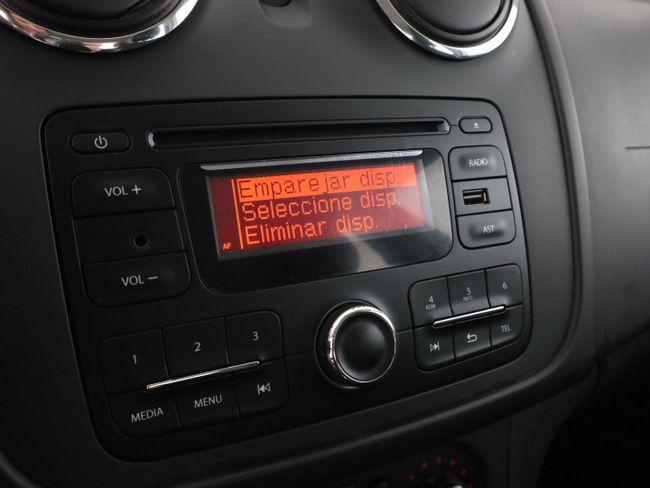 VOL +
VOL −
Emparejar disp.
Seleccione disp.
Eliminar disp.
AF
RADIO
AST
1
2
3
MEDIA
MENU
4
RDM
5
INFO
6
TEL